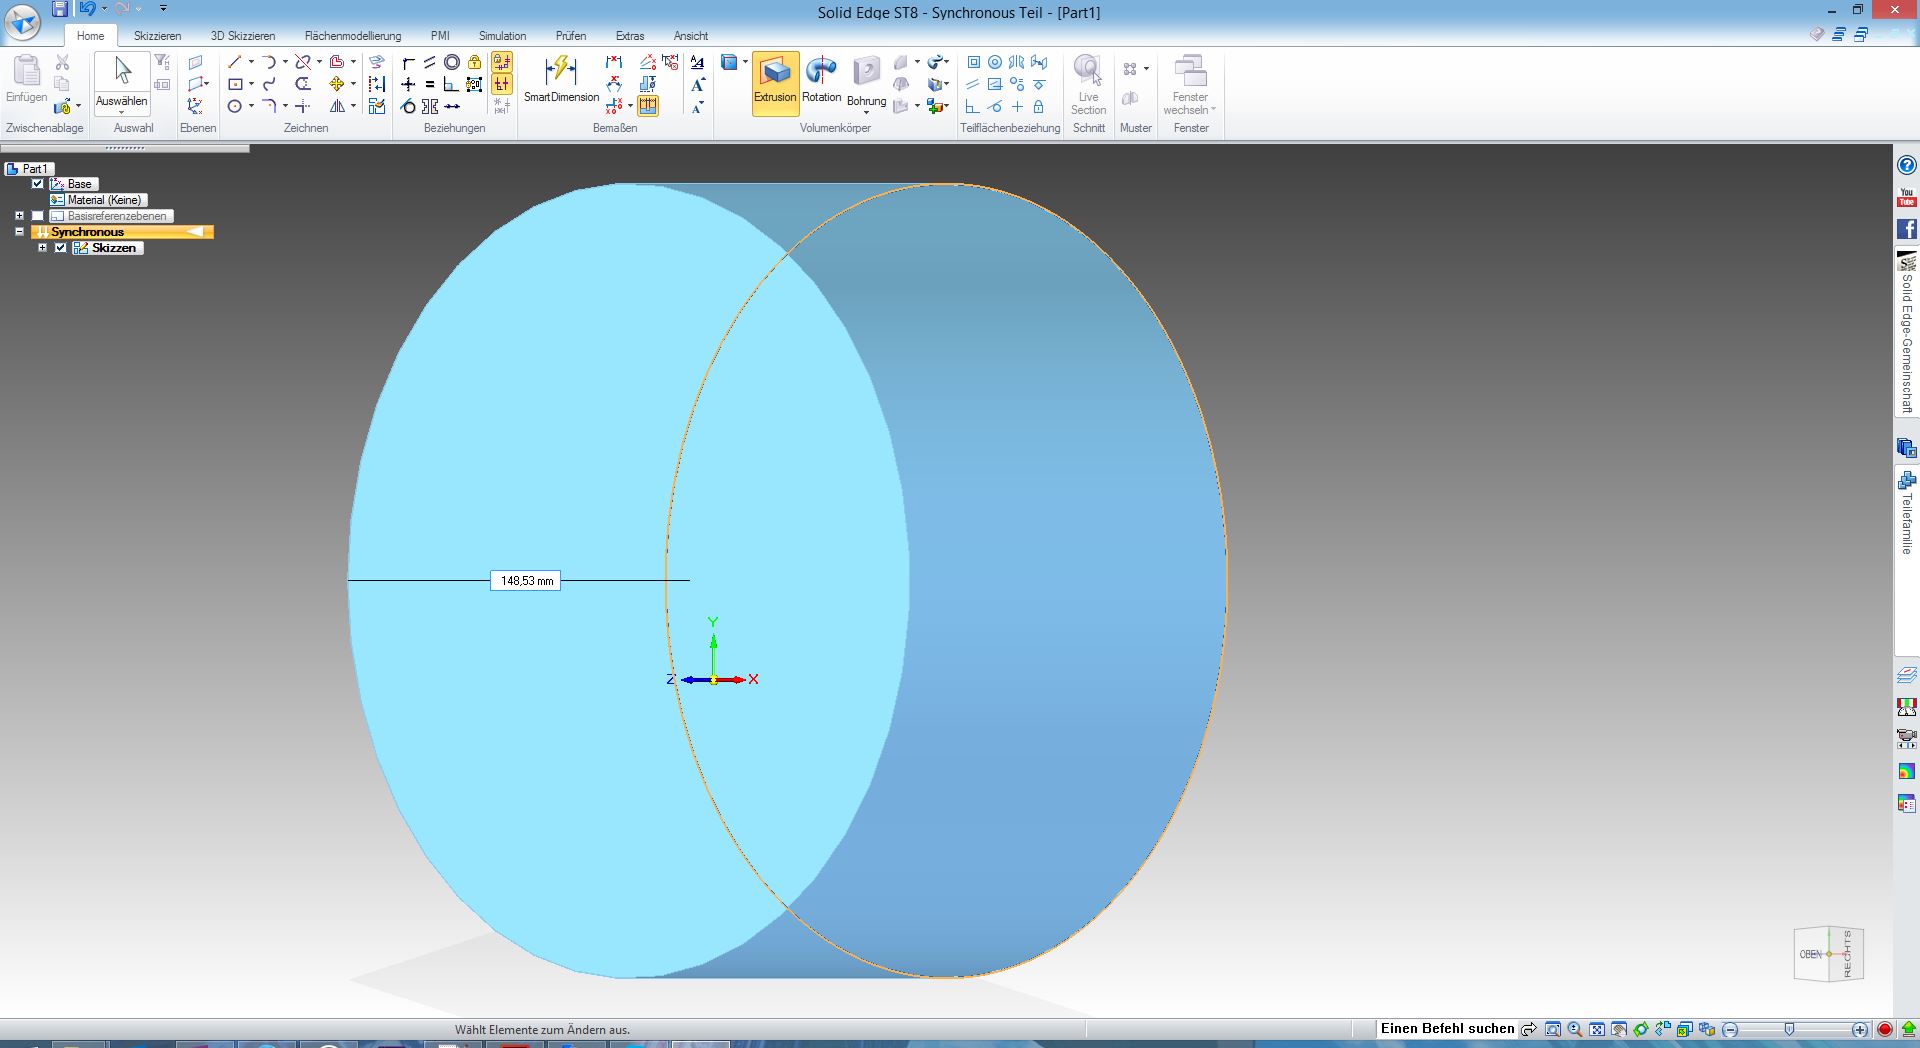 Solid Edge ST8 - Synchronous Teil - [Part1]
Home Skizzieren 3D Skizzieren Flächenmodellierung PMI Simulation Prüfen Extras Ansicht
Einfügen
Zwischenablage
Auswählen
Auswahl
Ebenen
Zeichnen
Beziehungen
SmartDimension
Bemaßen
Extrusion Rotation Bohrung
Volumenkörper
Teilflächenbeziehung
Live
Section
Schnitt
Muster
Fenster
wechseln
Fenster
Part1
Base
Material (Keine)
Basisreferenzebenen
Synchronous
Skizzen
148,53 mm
Y
Z
X
You
Tube
Solid Edge-Gemeinschaft
Teilefamilie
OBEN
RECHTS
Wählt Elemente zum Ändern aus.
Einen Befehl suchen